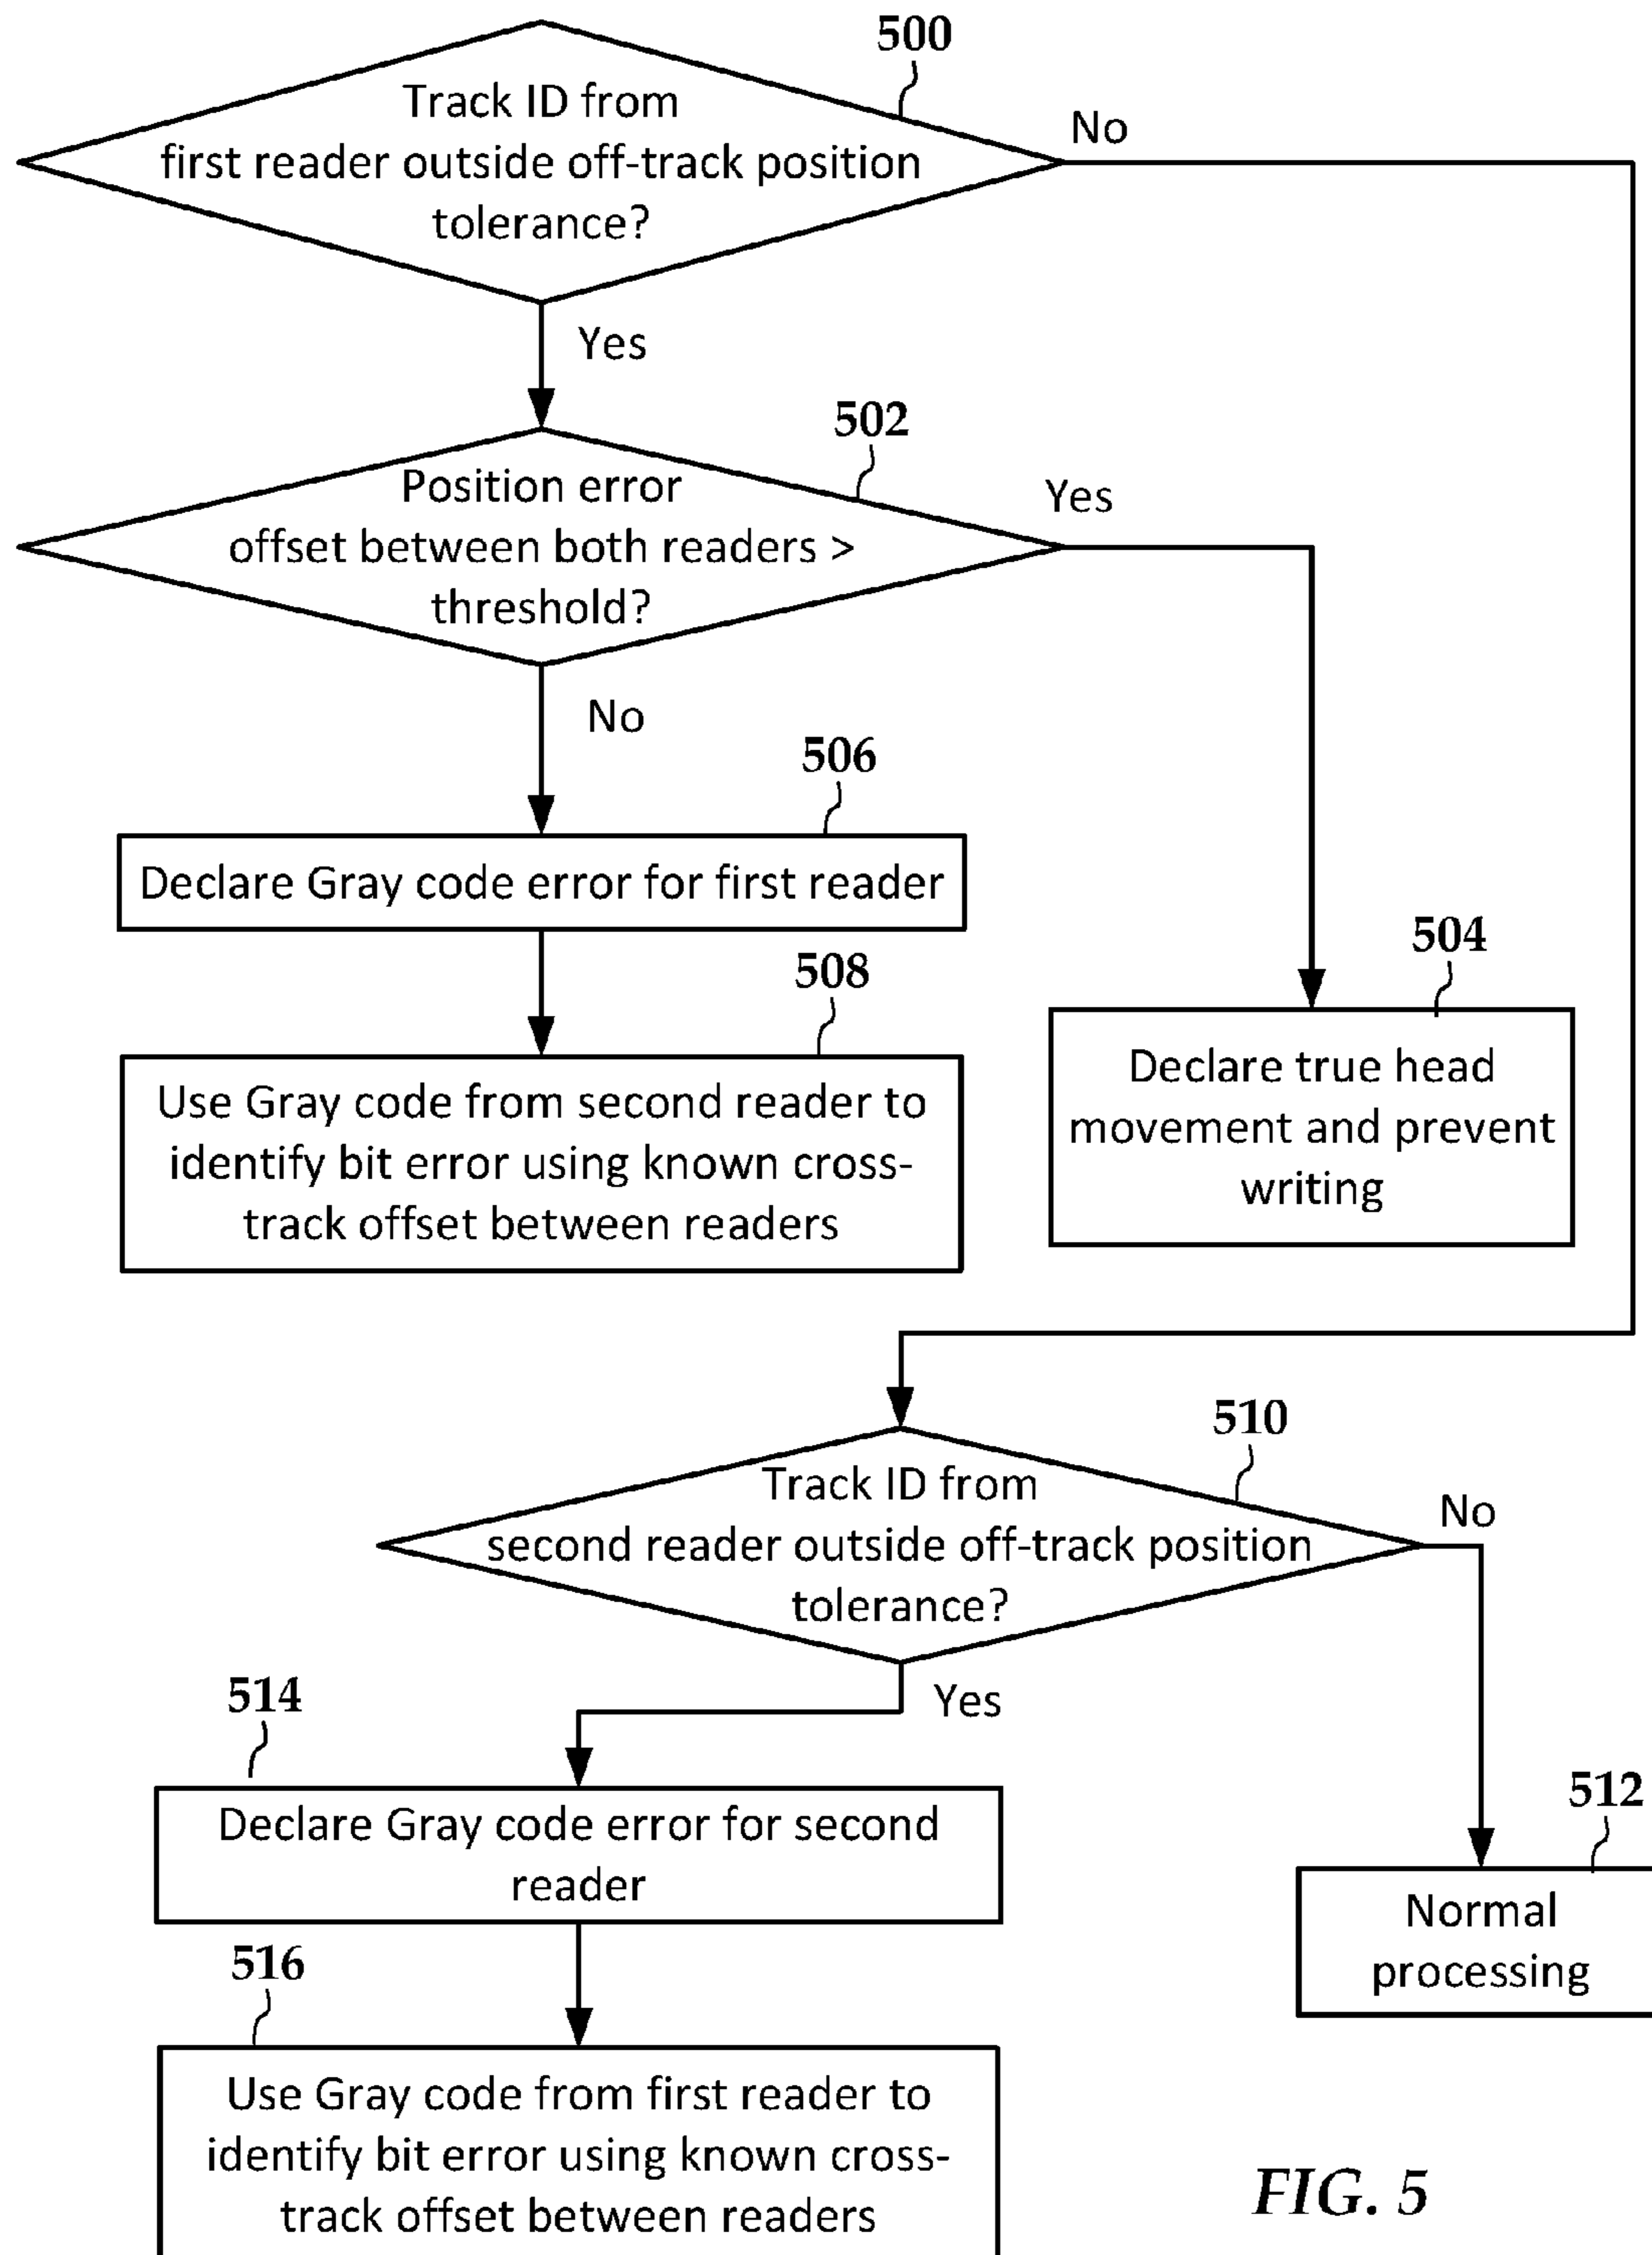 500
Track ID from
first reader outside off-track position
tolerance?
No
Yes
502
Position error
offset between both readers >
threshold?
Yes
No
506
Declare Gray code error for first reader
504
508
Declare true head
movement and prevent
writing
Use Gray code from second reader to
identify bit error using known cross-
track offset between readers
510
Track ID from
second reader outside off-track position
tolerance?
No
Yes
514
Declare Gray code error for second
reader
512
Normal
processing
516
Use Gray code from first reader to
identify bit error using known cross-
track offset between readers
FIG. 5